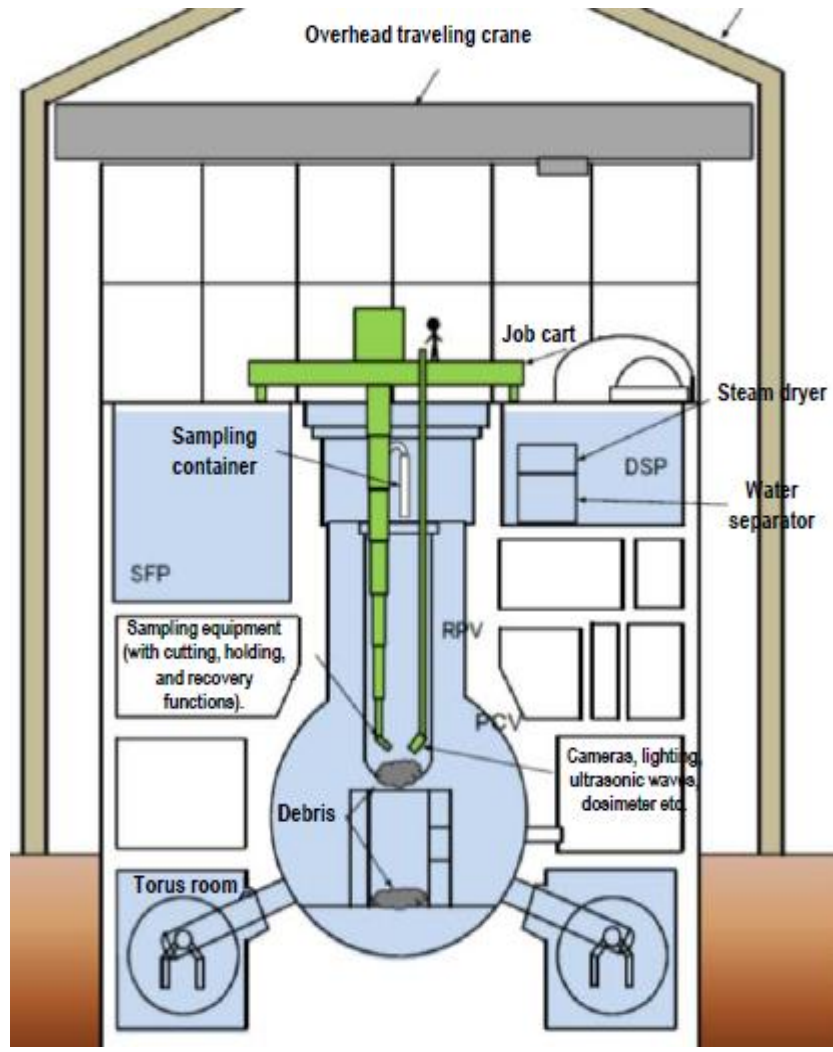 Overhead traveling crane
Job cart
Steam dryer
Sampling
container
DSP
Water
separator
SFP
Sampling equipment
(with cutting, holding,
and recovery
functions).
RPV
PCV
Cameras, lighting,
ultrasonic waves,
dosimeter etc.
Debris
Torus room